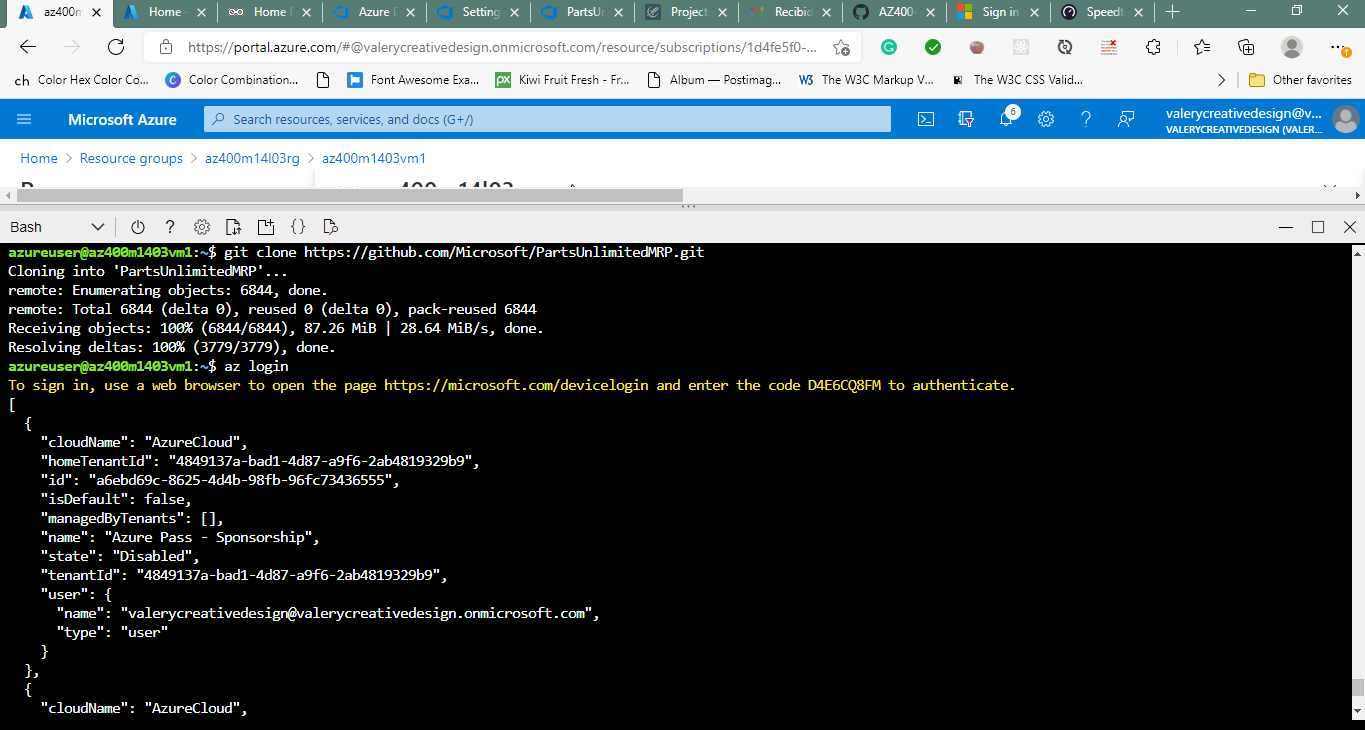 az400m
Home -
Home
Azure
Setting
PartsUn
Project
Recibid
AZ400-
Sign in
Speedt
https://portal.azure.com/#@valerycreativedesign.onmicrosoft.com/resource/subscriptions/1d4fe5f0-...
ch Color Hex Color Co...
C Color Combination...
Font Awesome Exa...
px Kiwi Fruit Fresh - Fr...
Album — Postimag...
W3 The W3C Markup V...
The W3C CSS Valid...
Other favorites
Microsoft Azure
Search resources, services, and docs (G+/)
6
valerycreativedesign@v...
VALERYCREATIVEDESIGN (VALER...
Home > Resource groups > az400m14l03rg > az400m1403vm1
Bash
azureuser@az400m1403vm1:~$ git clone https://github.com/Microsoft/PartsUnlimitedMRP.git
Cloning into 'PartsUnlimitedMRP'...
remote: Enumerating objects: 6844, done.
remote: Total 6844 (delta 0), reused 0 (delta 0), pack-reused 6844
Receiving objects: 100% (6844/6844), 87.26 MiB | 28.64 MiB/s, done.
Resolving deltas: 100% (3779/3779), done.
azureuser@az400m1403vm1:~$ az login
To sign in, use a web browser to open the page https://microsoft.com/devicelogin and enter the code D4E6CQ8FM to authenticate.
[
{
"cloudName": "AzureCloud",
"homeTenantId": "4849137a-bad1-4d87-a9f6-2ab4819329b9",
"id": "a6ebd69c-8625-4d4b-98fb-96fc73436555",
"isDefault": false,
"managedByTenants": [],
"name": "Azure Pass - Sponsorship",
"state": "Disabled",
"tenantId": "4849137a-bad1-4d87-a9f6-2ab4819329b9",
"user": {
"name": "valerycreativedesign@valerycreativedesign.onmicrosoft.com",
"type": "user"
}
},
{
"cloudName": "AzureCloud",